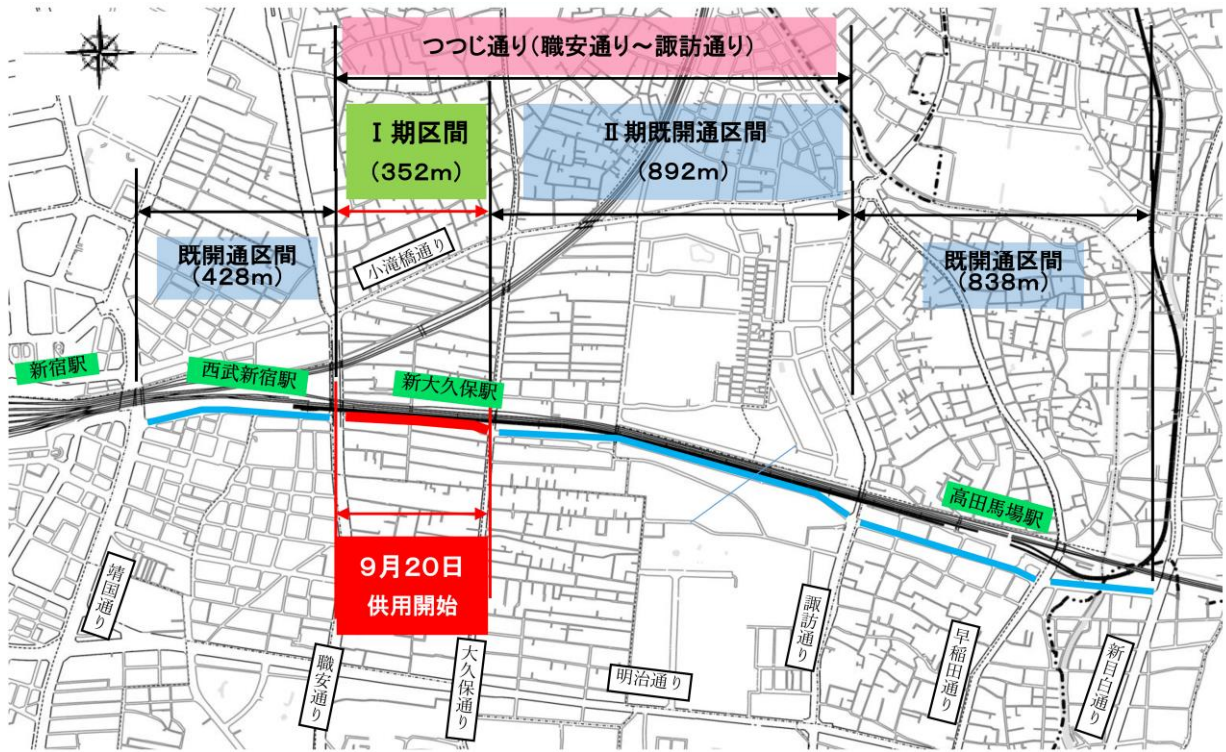 つつじ通り(職安通り～諏訪通り)
Ⅰ期区間
(352m)
Ⅱ期既開通区間
(892m)
既開通区間
(428m)
小滝橋通り
既開通区間
(838m)
新宿駅
西武新宿駅
新大久保駅
高田馬場駅
9月20日
供用開始
靖国通り
職安通り
大久保通り
明治通り
諏訪通り
早稲田通り
新目白通り